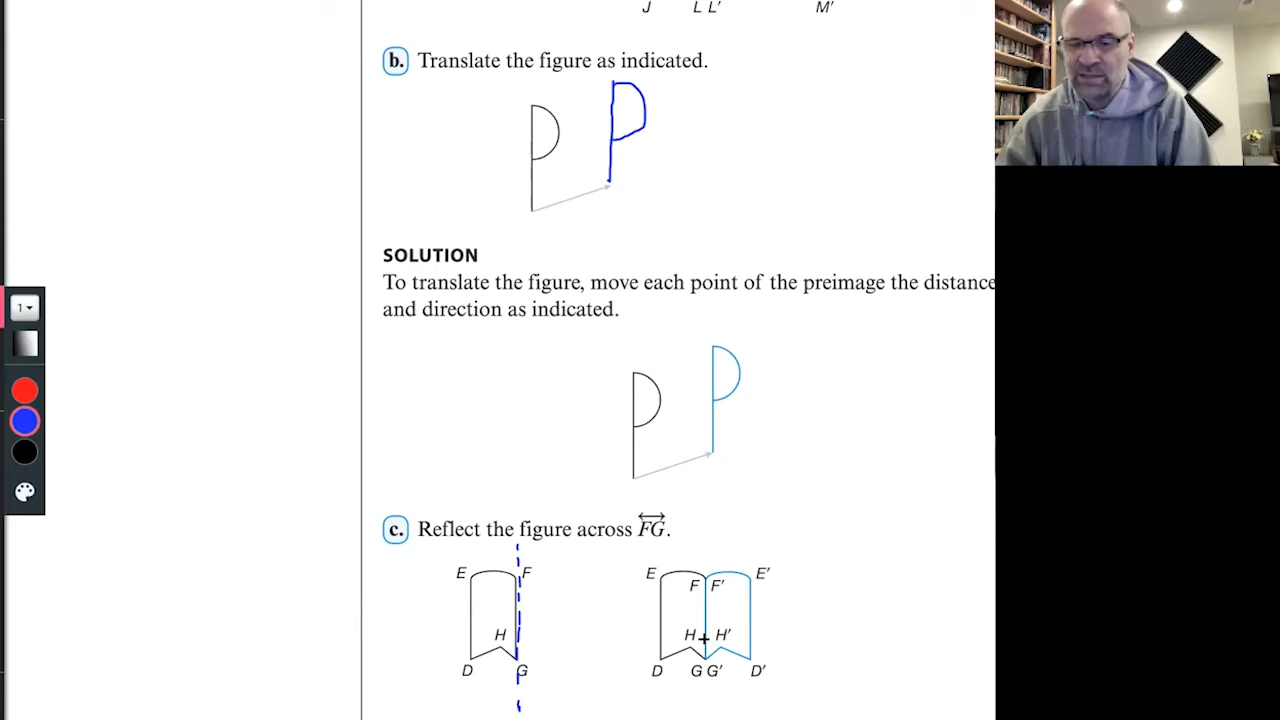 J L L′ M′
b. Translate the figure as indicated.
SOLUTION
To translate the figure, move each point of the preimage the distance
and direction as indicated.
c. Reflect the figure across FG.
E F E E′
F F′
H H H′
D G D G G′ D′
1